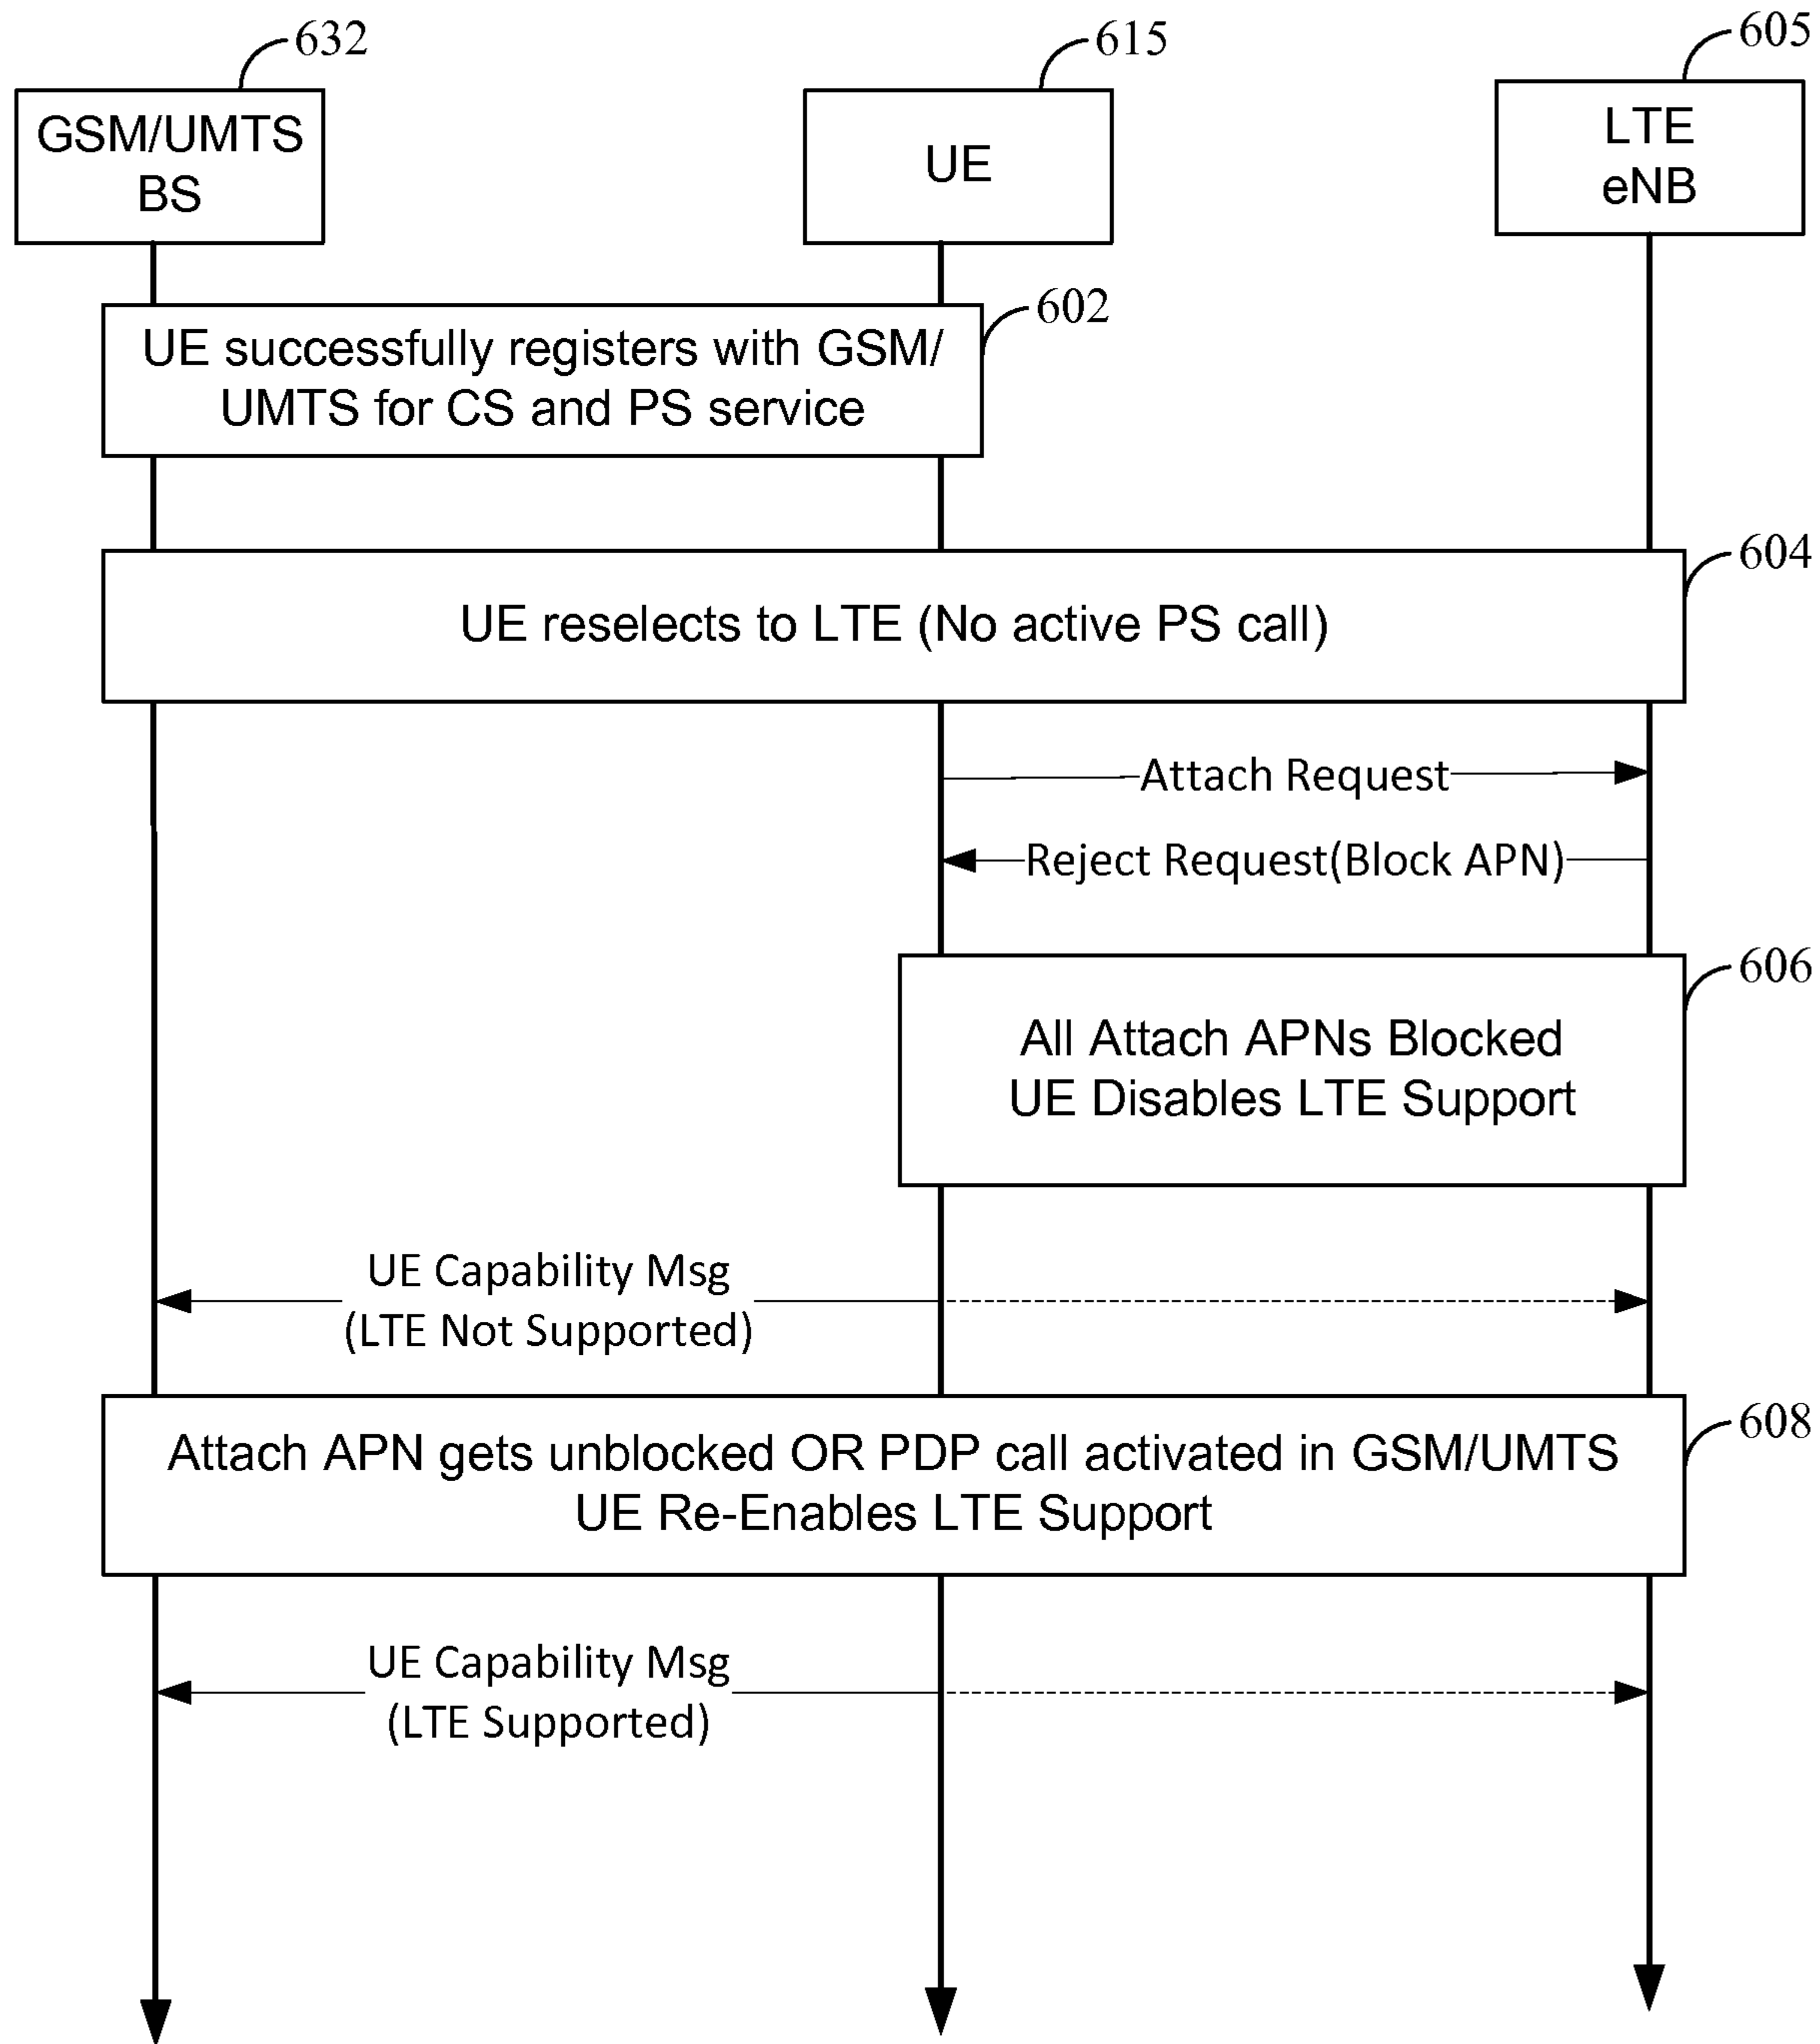 632
615
605
GSM/UMTS
BS
UE
LTE
eNB
602
UE successfully registers with GSM/
UMTS for CS and PS service
604
UE reselects to LTE (No active PS call)
Attach Request
Reject Request(Block APN)
606
All Attach APNs Blocked
UE Disables LTE Support
UE Capability Msg
(LTE Not Supported)
608
Attach APN gets unblocked OR PDP call activated in GSM/UMTS
UE Re-Enables LTE Support
UE Capability Msg
(LTE Supported)